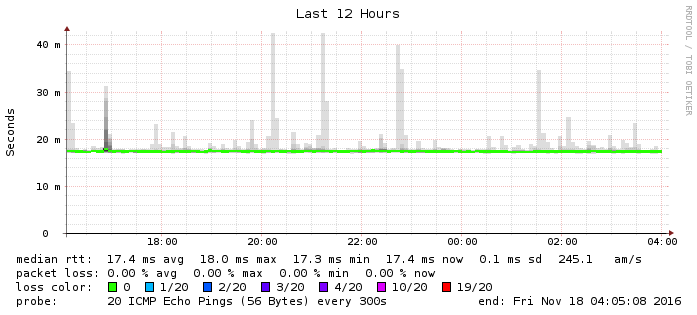 Last 12 Hours
RRDTOOL / TOBI OETIKER
Seconds
40 m
30 m
20 m
10 m
0
18:00 20:00 22:00 00:00 02:00 04:00
median rtt: 17.4 ms avg 18.0 ms max 17.3 ms min 17.4 ms now 0.1 ms sd 245.1 am/s
packet loss: 0.00 % avg 0.00 % max 0.00 % min 0.00 % now
loss color: 0 1/20 2/20 3/20 4/20 10/20 19/20
probe: 20 ICMP Echo Pings (56 Bytes) every 300s end: Fri Nov 18 04:05:08 2016